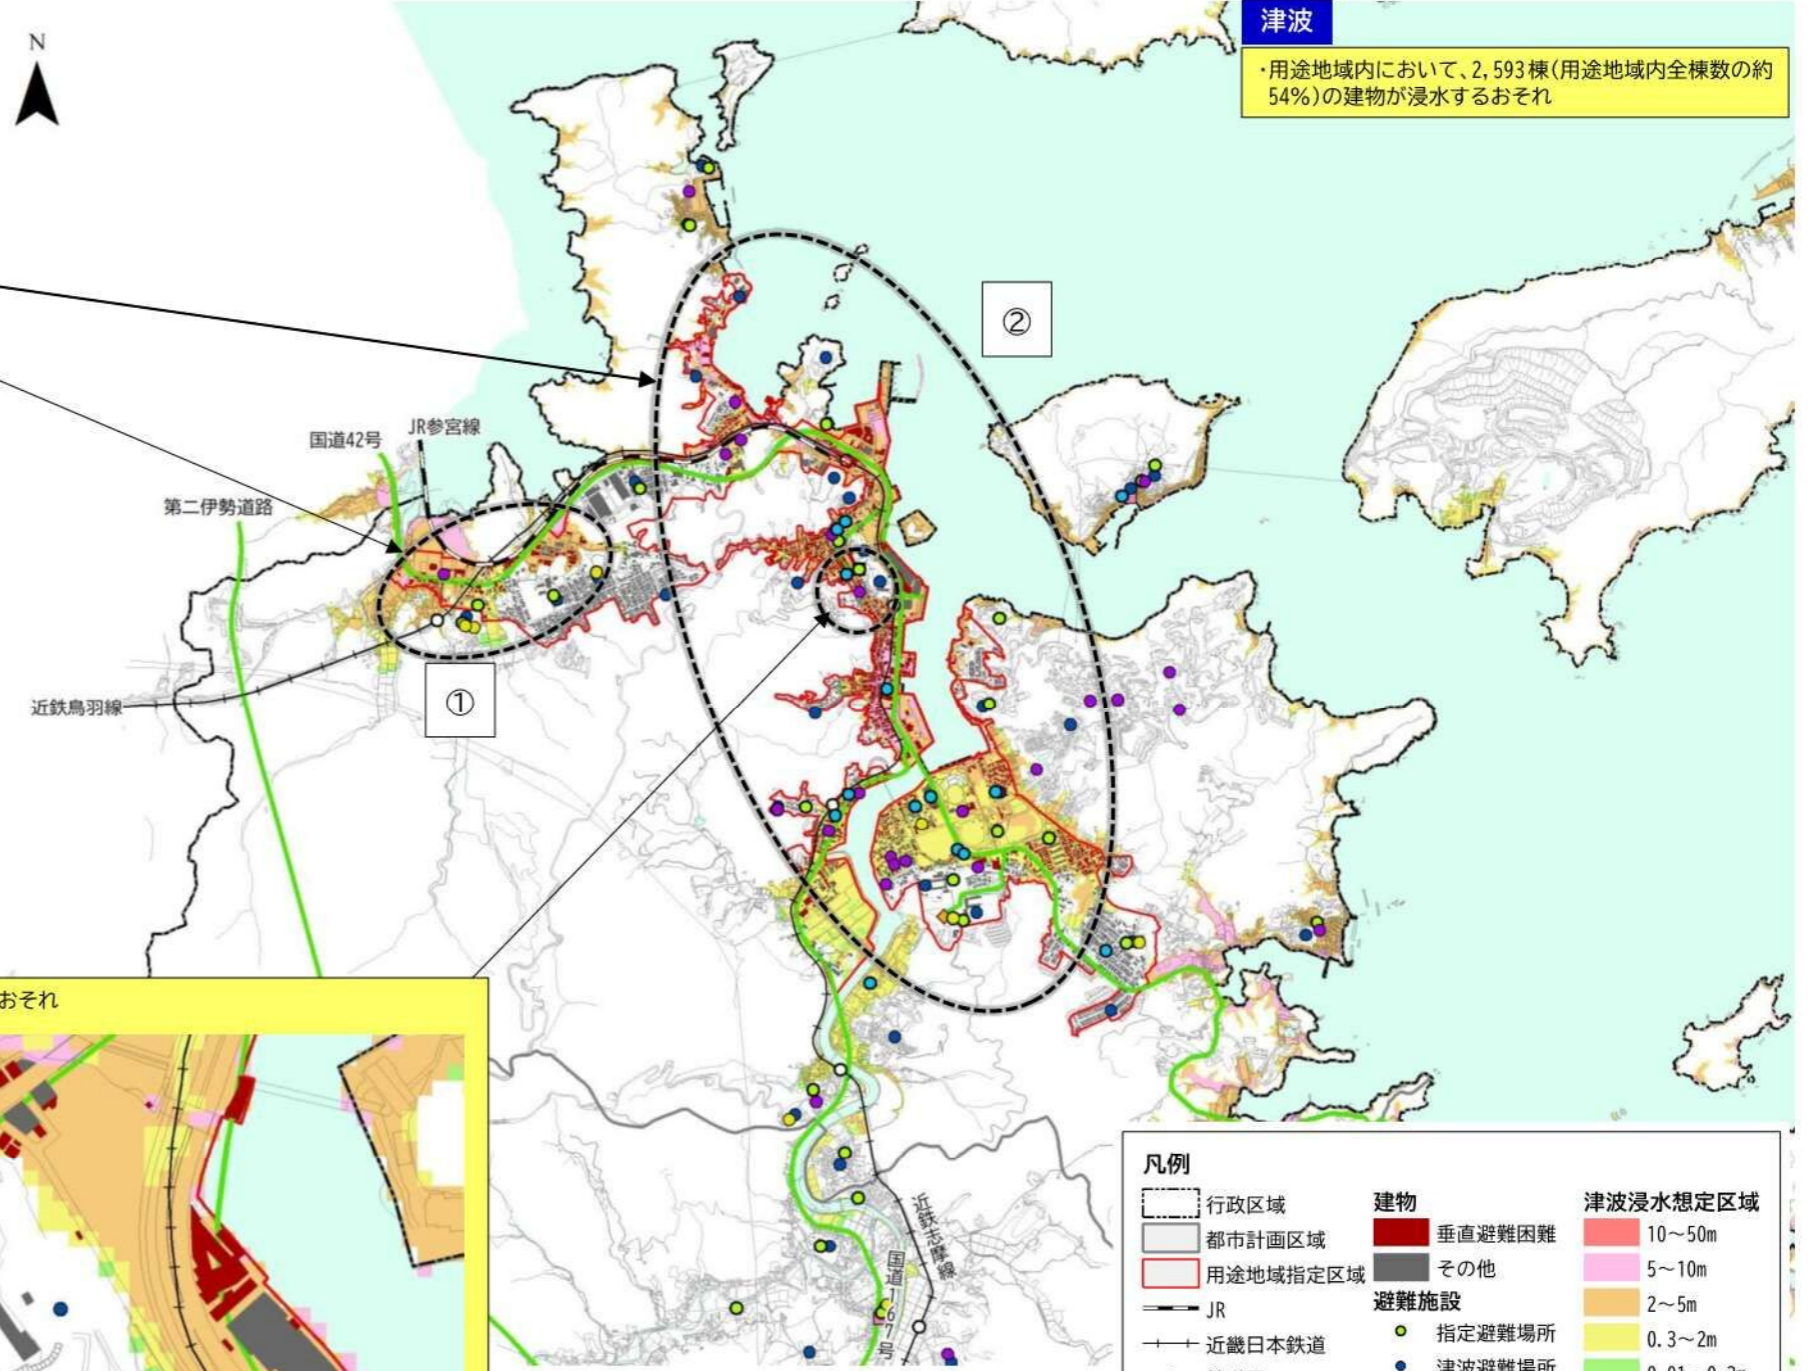 津波
・用途地域内において、2,593棟(用途地域内全棟数の約
54%)の建物が浸水するおそれ
N
②
国道42号
JR参宮線
第二伊勢道路
近鉄鳥羽線
①
おそれ
近鉄志摩線
国道167号
凡例
行政区域
都市計画区域
用途地域指定区域
JR
近畿日本鉄道
建物
垂直避難困難
その他
避難施設
指定避難場所
津波避難場所
津波浸水想定区域
10～50m
5～10m
2～5m
0.3～2m